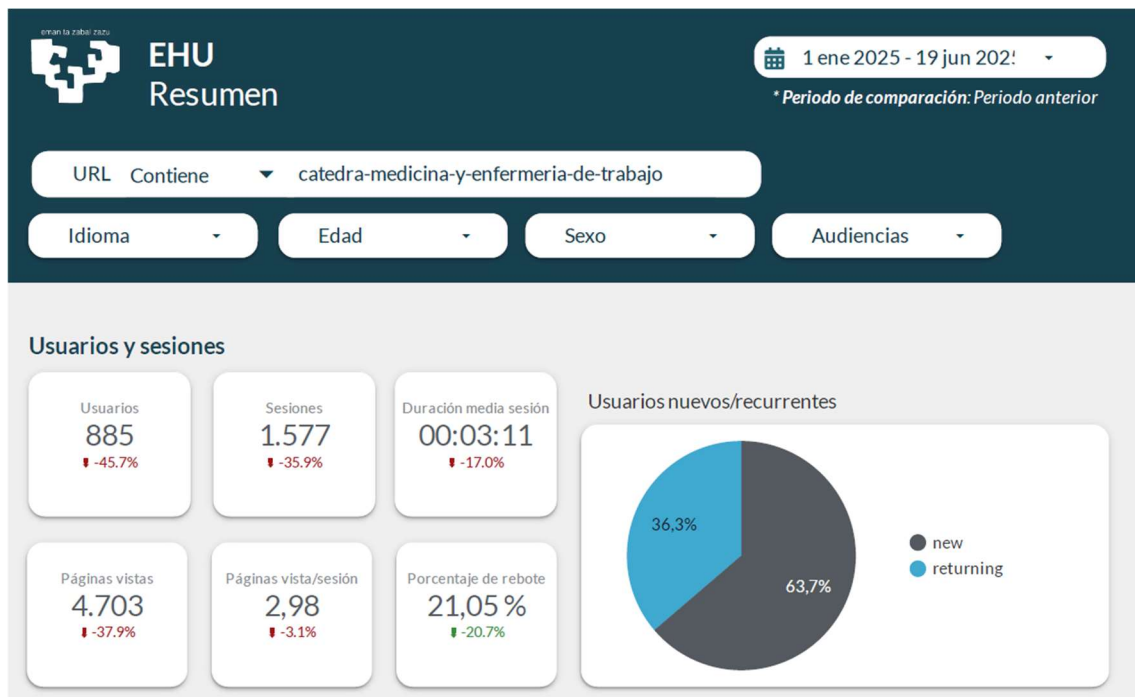 eman ta zabal zazu
EHU
Resumen
1 ene 2025 - 19 jun 202
* Periodo de comparación: Periodo anterior
URL Contiene catedra-medicina-y-enfermeria-de-trabajo
Idioma Edad Sexo Audiencias
Usuarios y sesiones
Usuarios
885
-45.7%
Sesiones
1.577
-35.9%
Duración media sesión
00:03:11
-17.0%
Páginas vistas
4.703
-37.9%
Páginas vista/sesión
2,98
-3.1%
Porcentaje de rebote
21,05 %
-20.7%
Usuarios nuevos/recurrentes
36,3%
63,7%
new
returning